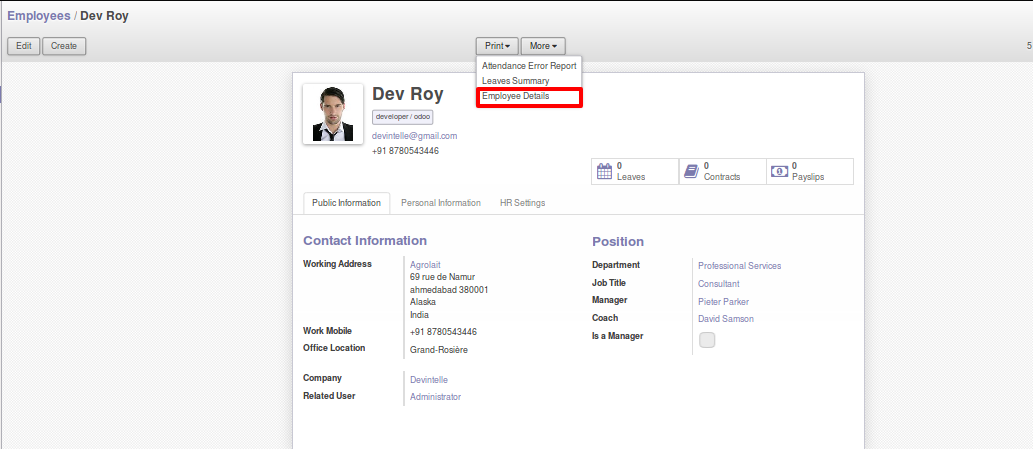 Employees / Dev Roy
Edit Create Print More 5
Attendance Error Report
Leaves Summary
Employee Details
Dev Roy
developer / odoo
devintelle@gmail.com
+91 8780543446
0 Leaves
0 Contracts
0 Payslips
Public Information Personal Information HR Settings
Contact Information
Working Address Agrolait
69 rue de Namur
ahmedabad 380001
Alaska
India
Work Mobile +91 8780543446
Office Location Grand-Rosière
Company Devintelle
Related User Administrator
Position
Department Professional Services
Job Title Consultant
Manager Pieter Parker
Coach David Samson
Is a Manager